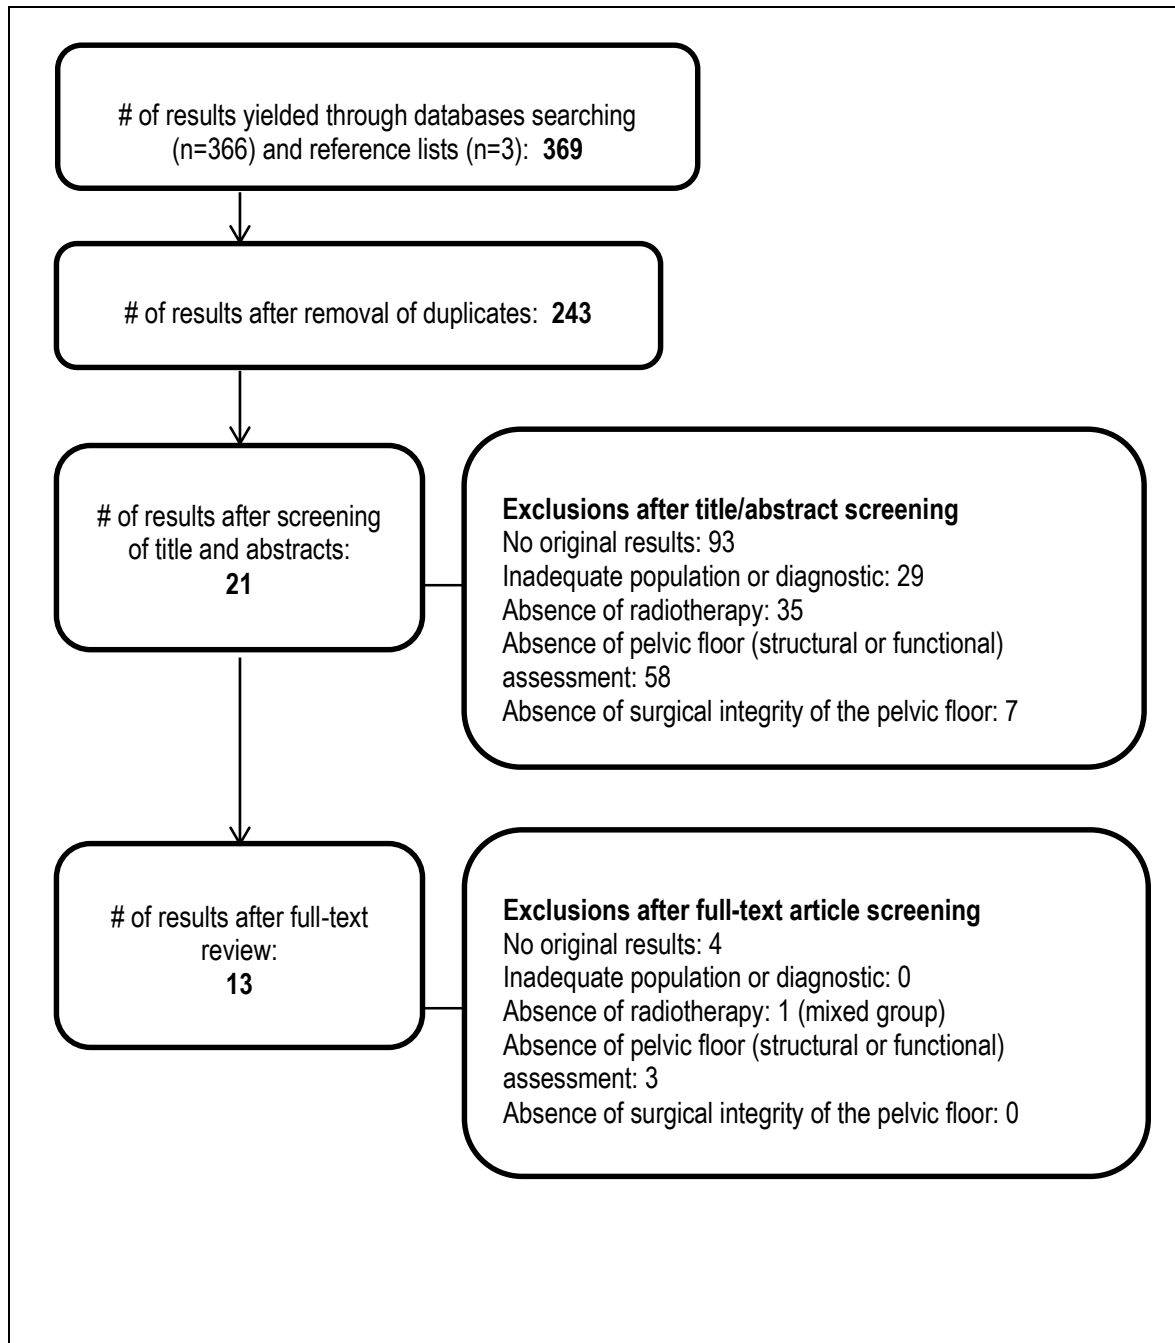 # of results yielded through databases searching
(n=366) and reference lists (n=3): 369
# of results after removal of duplicates: 243
# of results after screening
of title and abstracts:
21
Exclusions after title/abstract screening
No original results: 93
Inadequate population or diagnostic: 29
Absence of radiotherapy: 35
Absence of pelvic floor (structural or functional)
assessment: 58
Absence of surgical integrity of the pelvic floor: 7
# of results after full-text
review:
13
Exclusions after full-text article screening
No original results: 4
Inadequate population or diagnostic: 0
Absence of radiotherapy: 1 (mixed group)
Absence of pelvic floor (structural or functional)
assessment: 3
Absence of surgical integrity of the pelvic floor: 0